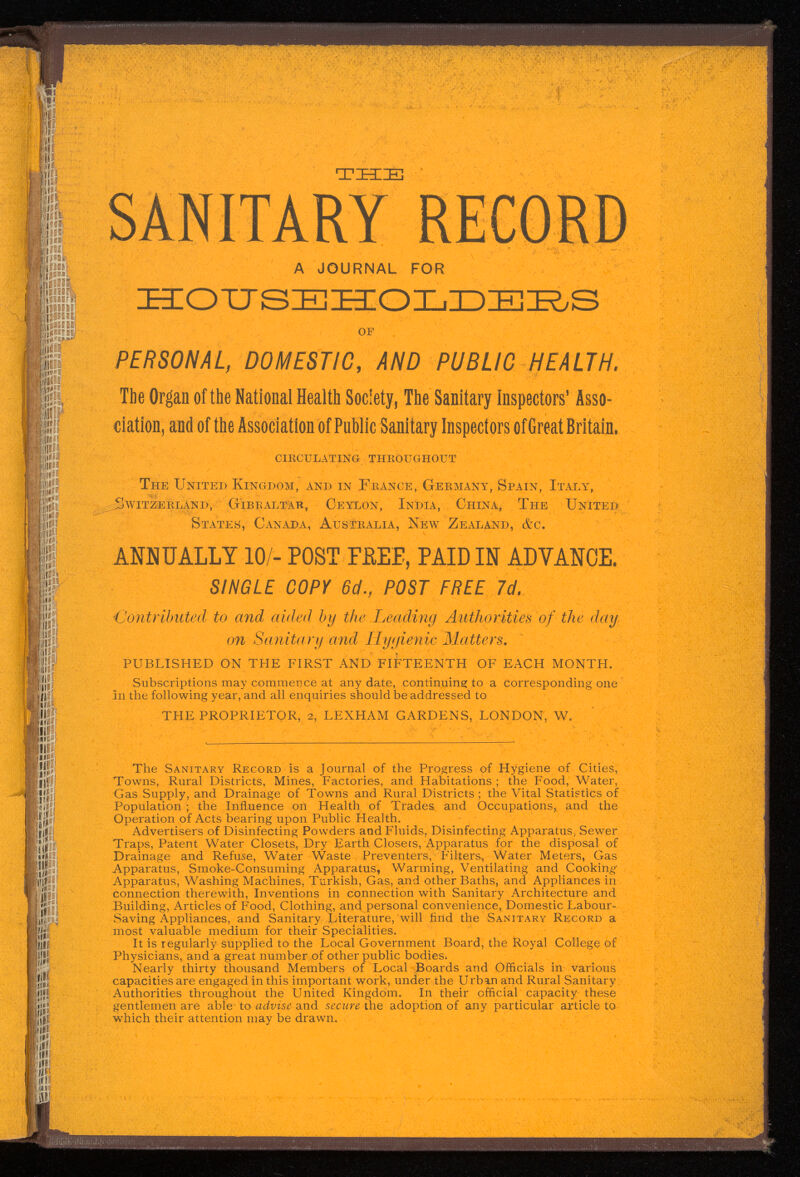 THE
SANITARY RECORD
A JOURNAL FOR
HOUSEHOLDERS
OF
PERSONAL, DOMESTIC, AND PUBLIC HEALTH.
The Organ of the National Health Society, The Sanitary Inspectors' Asso-
ciation, and of the Association of Public Sanitary Inspectors of Great Britain.
CIRCULATING THROUGHOUT
THE UNITED KINGDOM, AND IN FRANCE, GERMANY, SPAIN, ITALY,
SWITZERLAND, GIBRALTAR, CEYLON, INDIA, CHINA, THE UNITED
STATES, CANADA, AUSTRALIA, NEW ZEALAND, &C.
ANNUALLY 10/- POST FREE, PAID IN ADVANCE.
SINGLE COPY 6d., POST FREE 7d.
Contributed to and aided by the Leading Authorities of the day
on Sanitary and Hygienic Matters.
PUBLISHED ON THE FIRST AND FIFTEENTH OF EACH MONTH.
Subscriptions may commence at any date, continuing to a corresponding one
in the following year, and all enquiries should be addressed to
THE PROPRIETOR, 2, LEXHAM GARDENS, LONDON, W.
The SANITARY RECORD is a Journal of the Progress of Hygiene of Cities,
Towns, Rural Districts, Mines, Factories, and Habitations; the Food, Water,
Gas Supply, and Drainage of Towns and Rural Districts; the Vital Statistics of
Population; the Influence on Health of Trades and Occupations, and the
Operation of Acts bearing upon Public Health.
Advertisers of Disinfecting Powders and Fluids, Disinfecting Apparatus, Sewer
Traps, Patent Water Closets, Dry Earth Closets, Apparatus for the disposal of
Drainage and Refuse, Water Waste Preventers, Filters, Water Meters, Gas
Apparatus, Smoke-Consuming Apparatus, Warming, Ventilating and Cooking
Apparatus, Washing Machines, Turkish, Gas, and other Baths, and Appliances in
connection therewith, Inventions in connection with Sanitary Architecture and
Building, Articles of Food, Clothing, and personal convenience, Domestic Labour-
Saving Appliances, and Sanitary Literature, will find the SANITARY RECORD a
most valuable medium for their Specialities.
It is regularly supplied to the Local Government Board, the Royal College of
Physicians, and a great number of other public bodies.
Nearly thirty thousand Members of Local Boards and Officials in various
capacities are engaged in this important work, under the Urban and Rural Sanitary
Authorities throughout the United Kingdom. In their official capacity these
gentlemen are able to advise and secure the adoption of any particular article to
which their attention may be drawn.